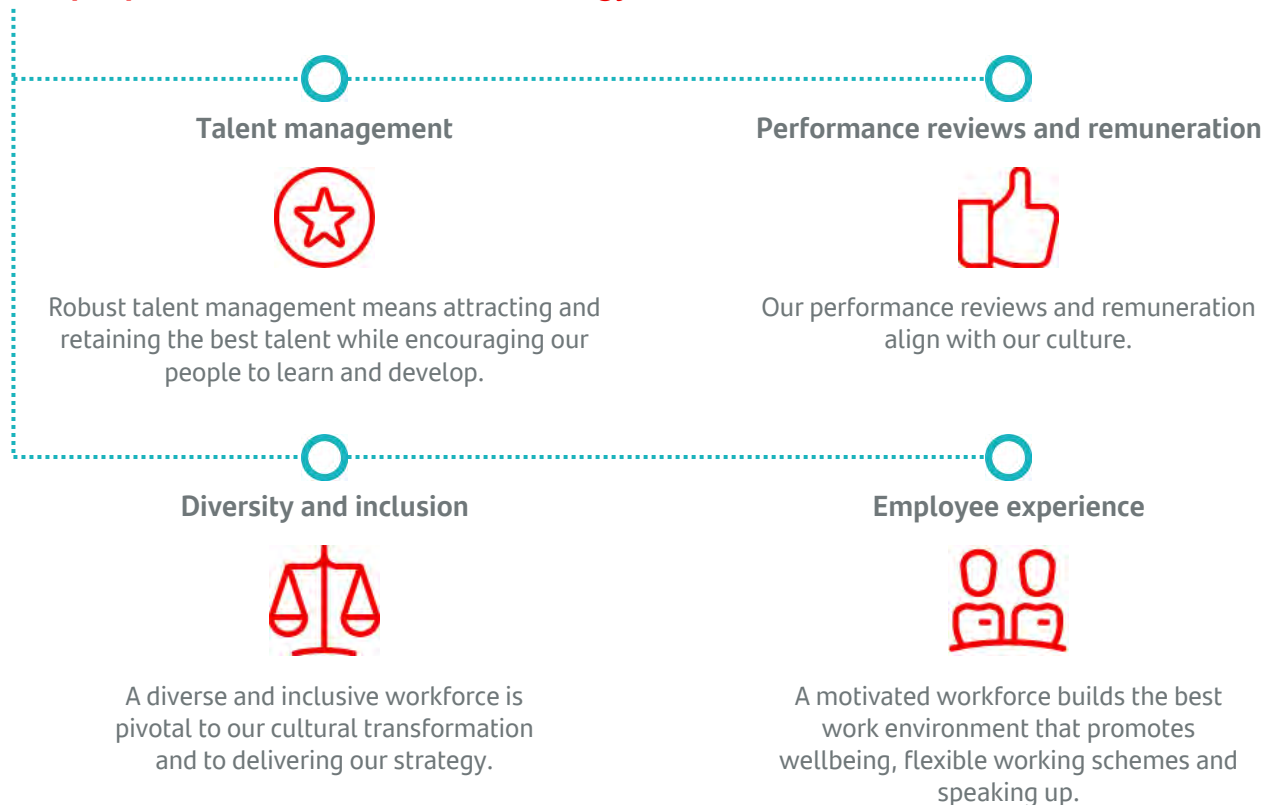 Talent management
Robust talent management means attracting and
retaining the best talent while encouraging our
people to learn and develop.
Performance reviews and remuneration
Our performance reviews and remuneration
align with our culture.
Diversity and inclusion
A diverse and inclusive workforce is
pivotal to our cultural transformation
and to delivering our strategy.
Employee experience
A motivated workforce builds the best
work environment that promotes
wellbeing, flexible working schemes and
speaking up.